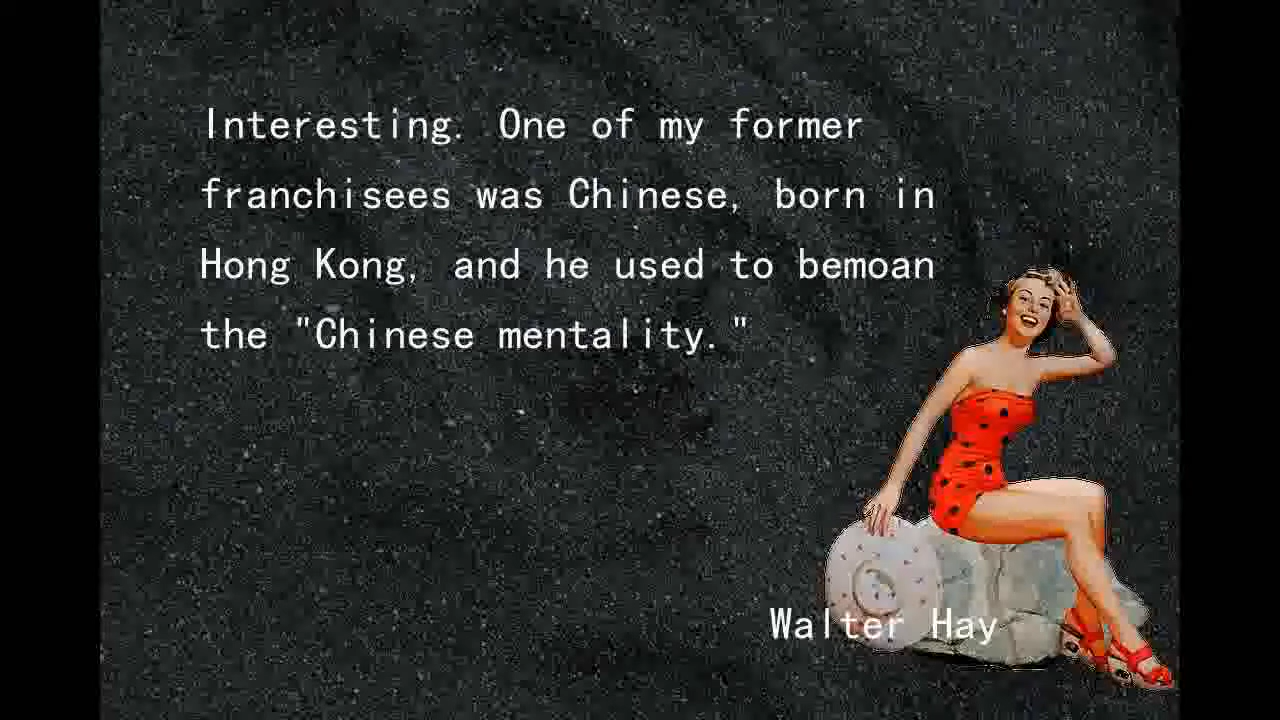 Interesting. One of my former
franchisees was Chinese, born in
Hong Kong, and he used to bemoan
the "Chinese mentality."
Walter Hay